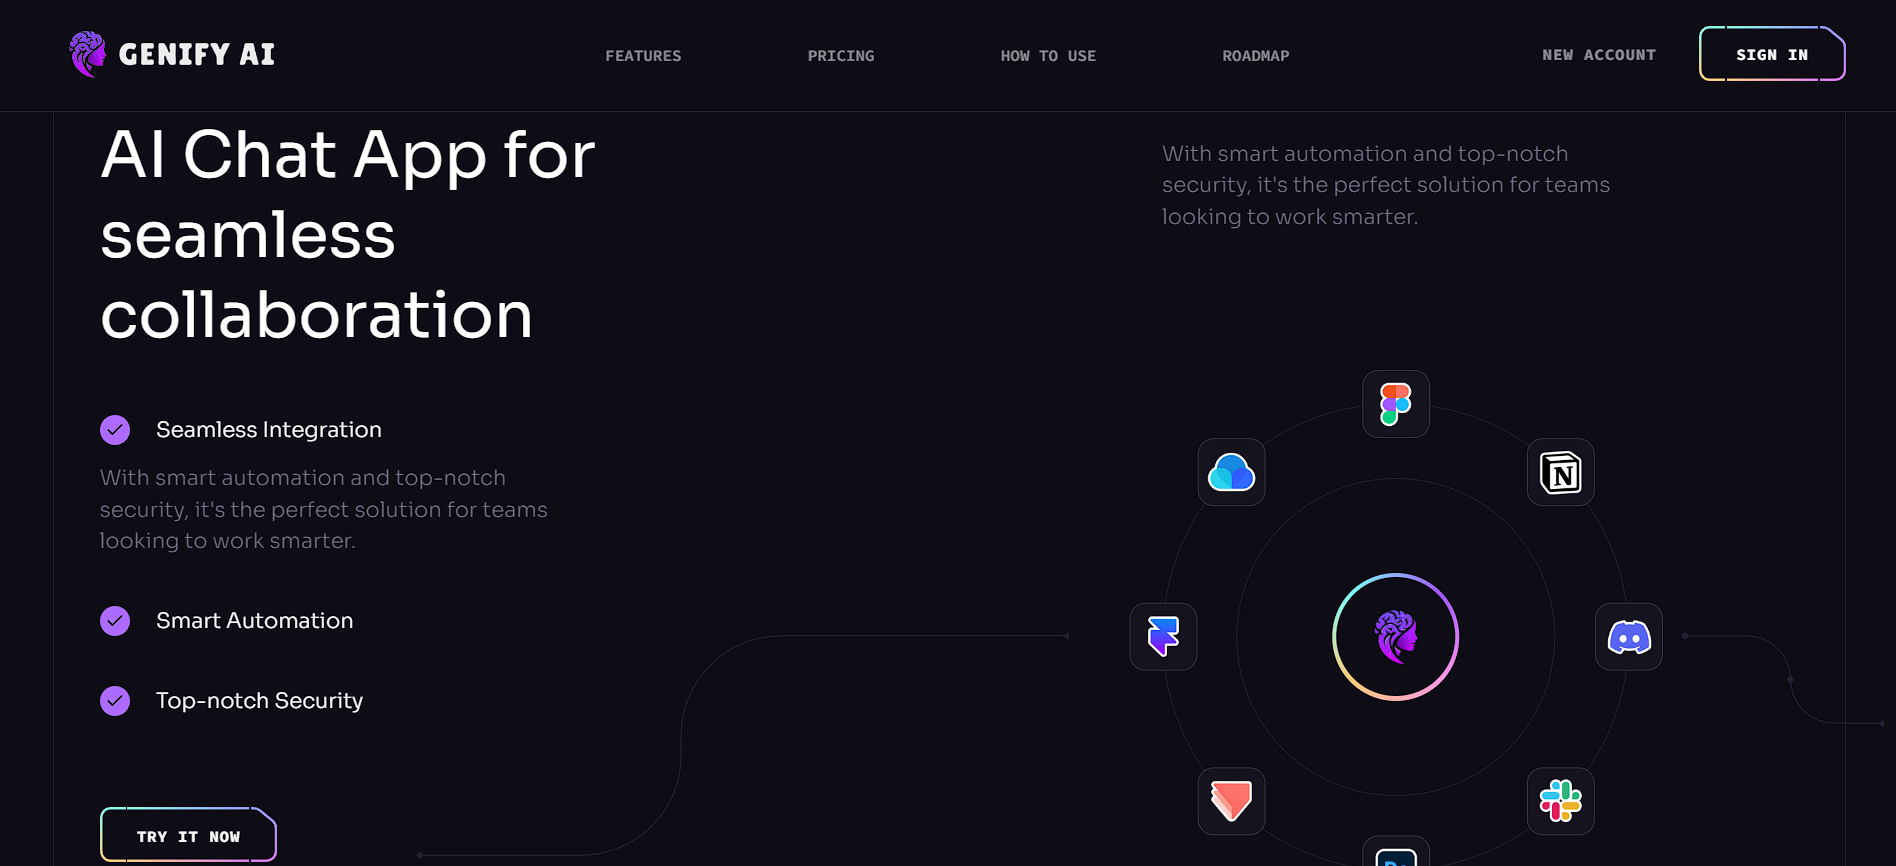 GENIFY AI
FEATURES
PRICING
HOW TO USE
ROADMAP
NEW ACCOUNT
SIGN IN
AI Chat App for
seamless
collaboration
With smart automation and top-notch
security, it's the perfect solution for teams
looking to work smarter.
Seamless Integration
With smart automation and top-notch
security, it's the perfect solution for teams
looking to work smarter.
Smart Automation
Top-notch Security
TRY IT NOW
N